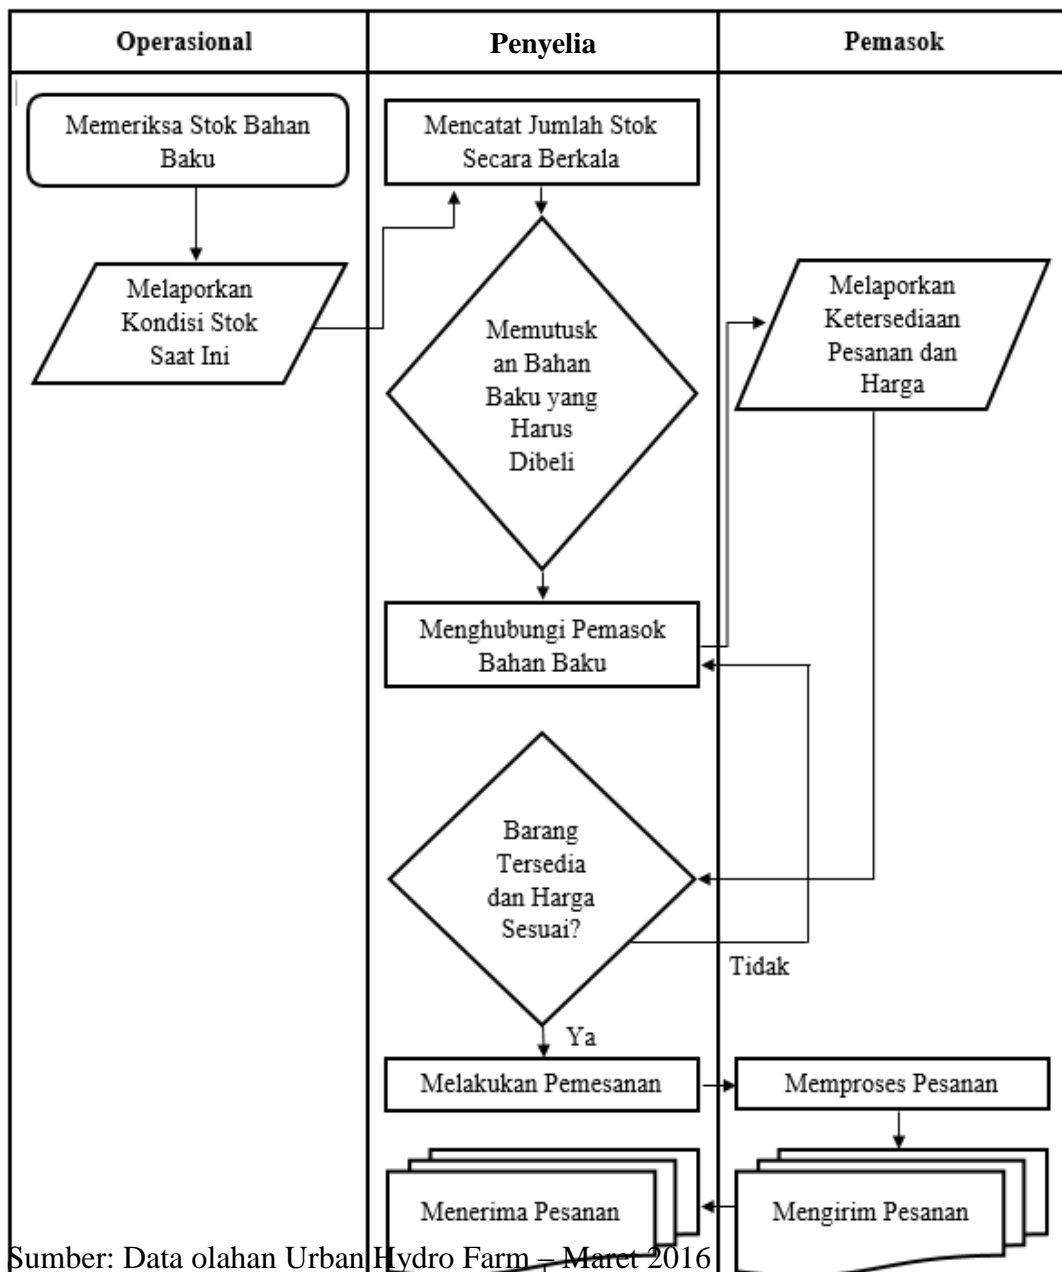 Operasional
Penyelia
Pemasok
Memeriksa Stok Bahan
Baku
Melaporkan
Kondisi Stok
Saat Ini
Mencatat Jumlah Stok
Secara Berkala
Memutusk
an Bahan
Baku yang
Harus
Dibeli
Menghubungi Pemasok
Bahan Baku
Melaporkan
Ketersediaan
Pesanan dan
Harga
Barang
Tersedia
dan Harga
Sesuai?
Tidak
Ya
Melakukan Pemesanan
Memproses Pesanan
Menerima Pesanan
Mengirim Pesanan
Sumber: Data olahan Urban Hydro Farm – Maret 2016